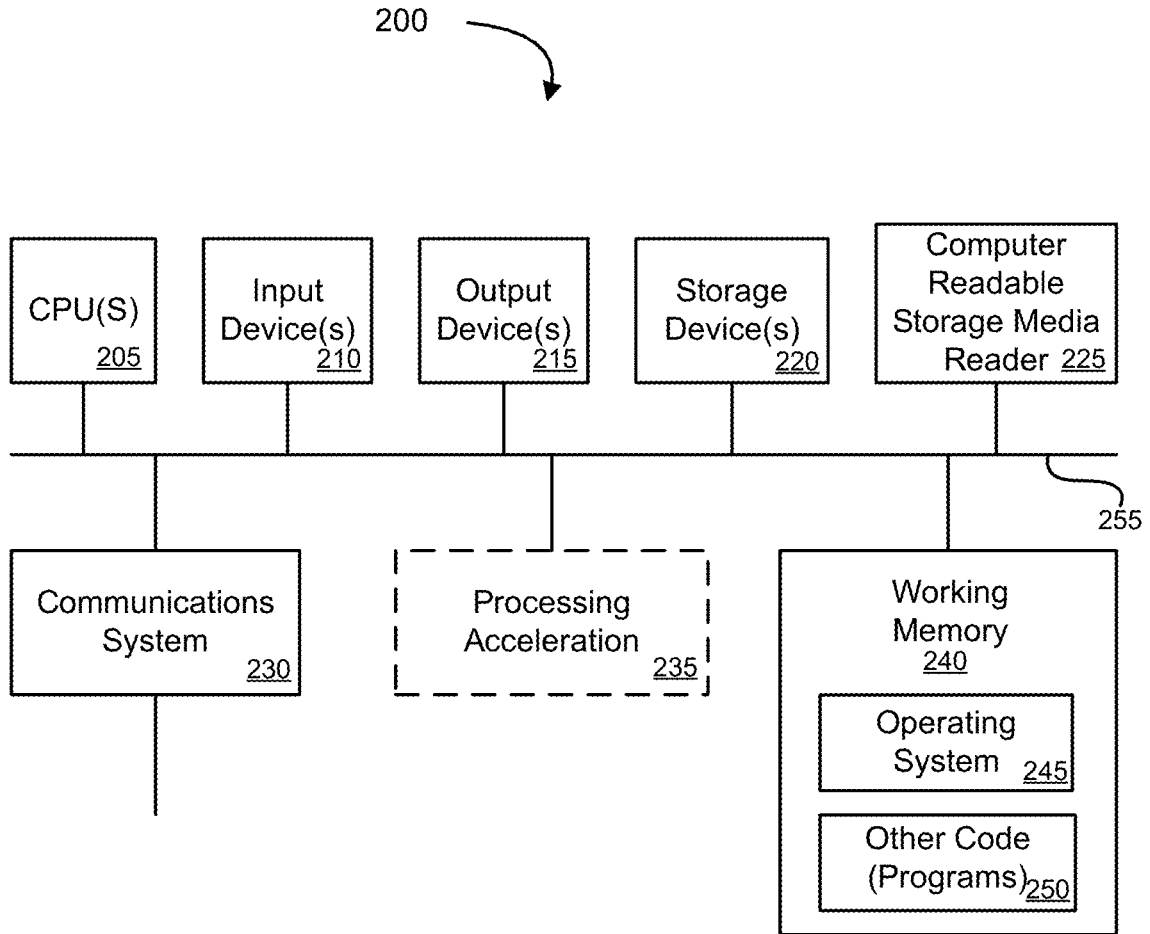 200
CPU(S)
205
Input
Device(s)
210
Output
Device(s)
215
Storage
Device(s)
220
Computer
Readable
Storage Media
Reader 225
255
Communications
System
230
Processing
Acceleration
235
Working
Memory
240
Operating
System
245
Other Code
(Programs)
250